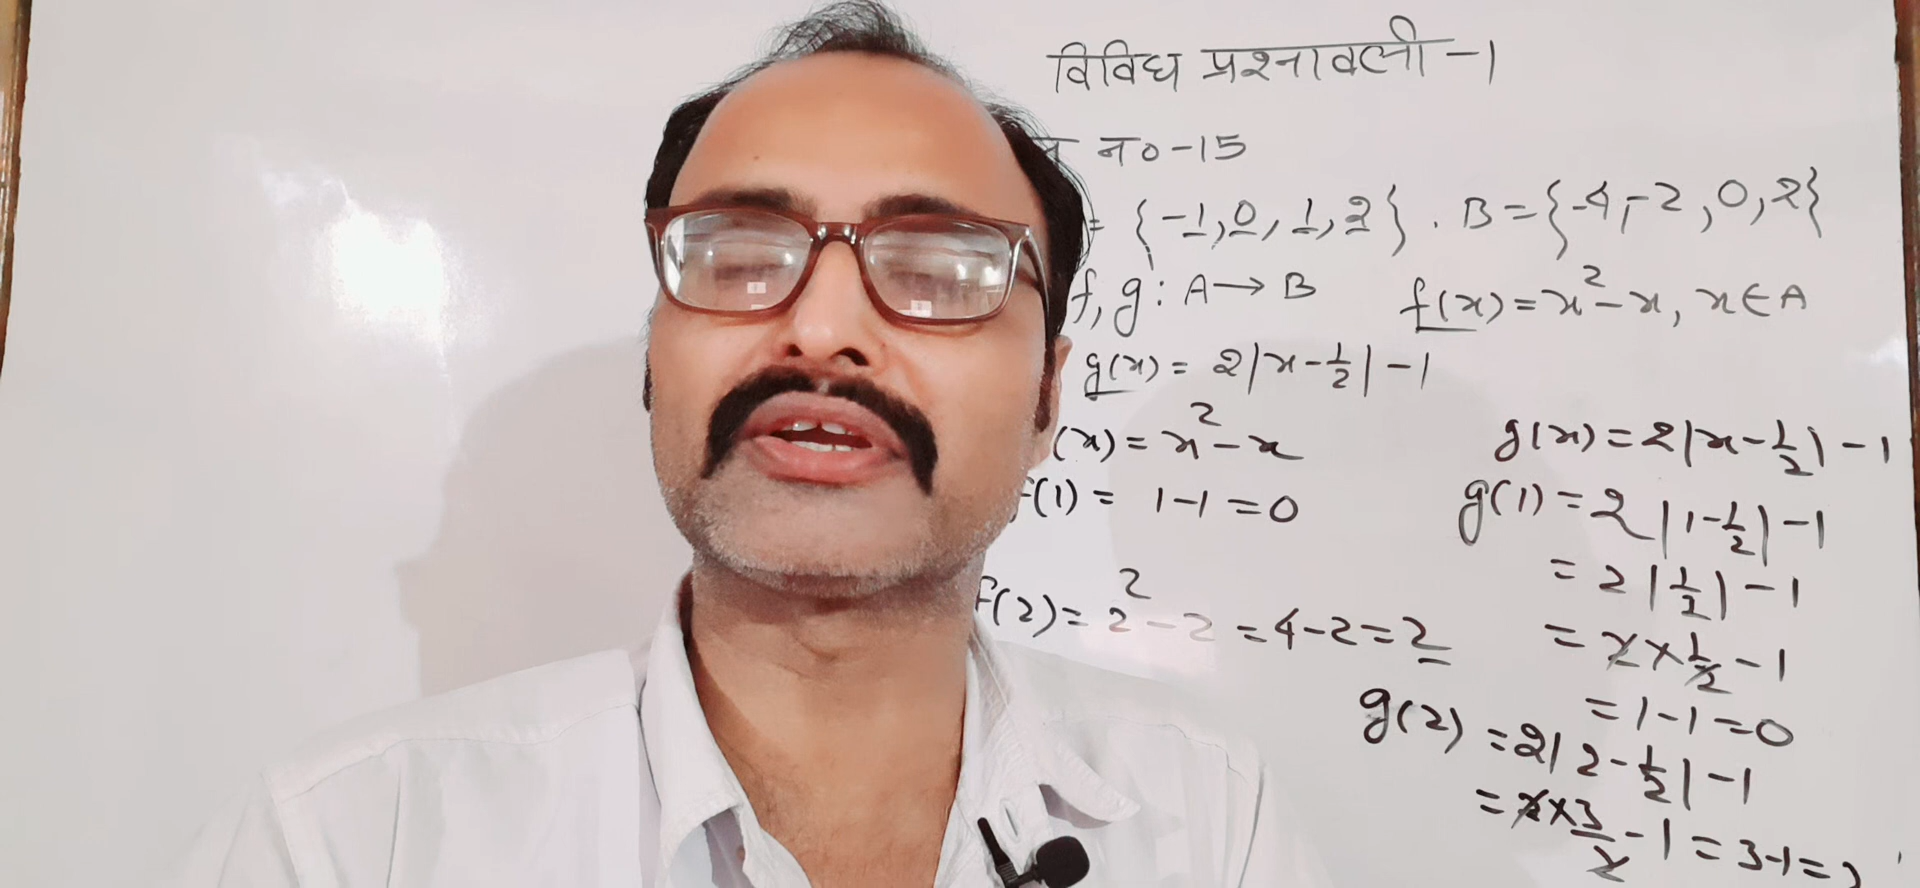 विविध प्रश्नावली-1
न0-15
= {-1, 0, 1, 2}. B = {-4, -2, 0, 2}
f, g : A → B f(x) = x² - x, x ∈ A
g(x) = 2|x - 1/2| - 1
(x) = x² - x
f(1) = 1-1 = 0
f(2) = 2² - 2 = 4-2 = 2
g(x) = 2|x - 1/2| - 1
g(1) = 2|1 - 1/2| - 1
= 2|1/2| - 1
= 2 × 1/2 - 1
= 1-1 = 0
g(2) = 2|2 - 1/2| - 1
= 2 × 3/2 - 1 = 3-1 =